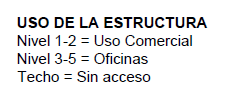 USO DE LA ESTRUCTURA
Nivel 1-2 = Uso Comercial
Nivel 3-5 = Oficinas
Techo = Sin acceso